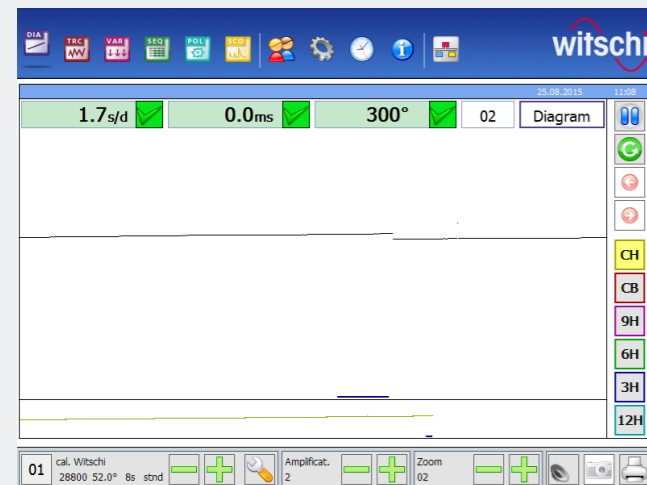 DIA TRC VAR SEQ POL SCO witschi
25.08.2015 11:08
1.7s/d 0.0ms 300° 02 Diagram
CH
CB
9H
6H
3H
12H
01 cal. Witschi Amplificat. Zoom
28800 52.0° 8s stnd 2 02